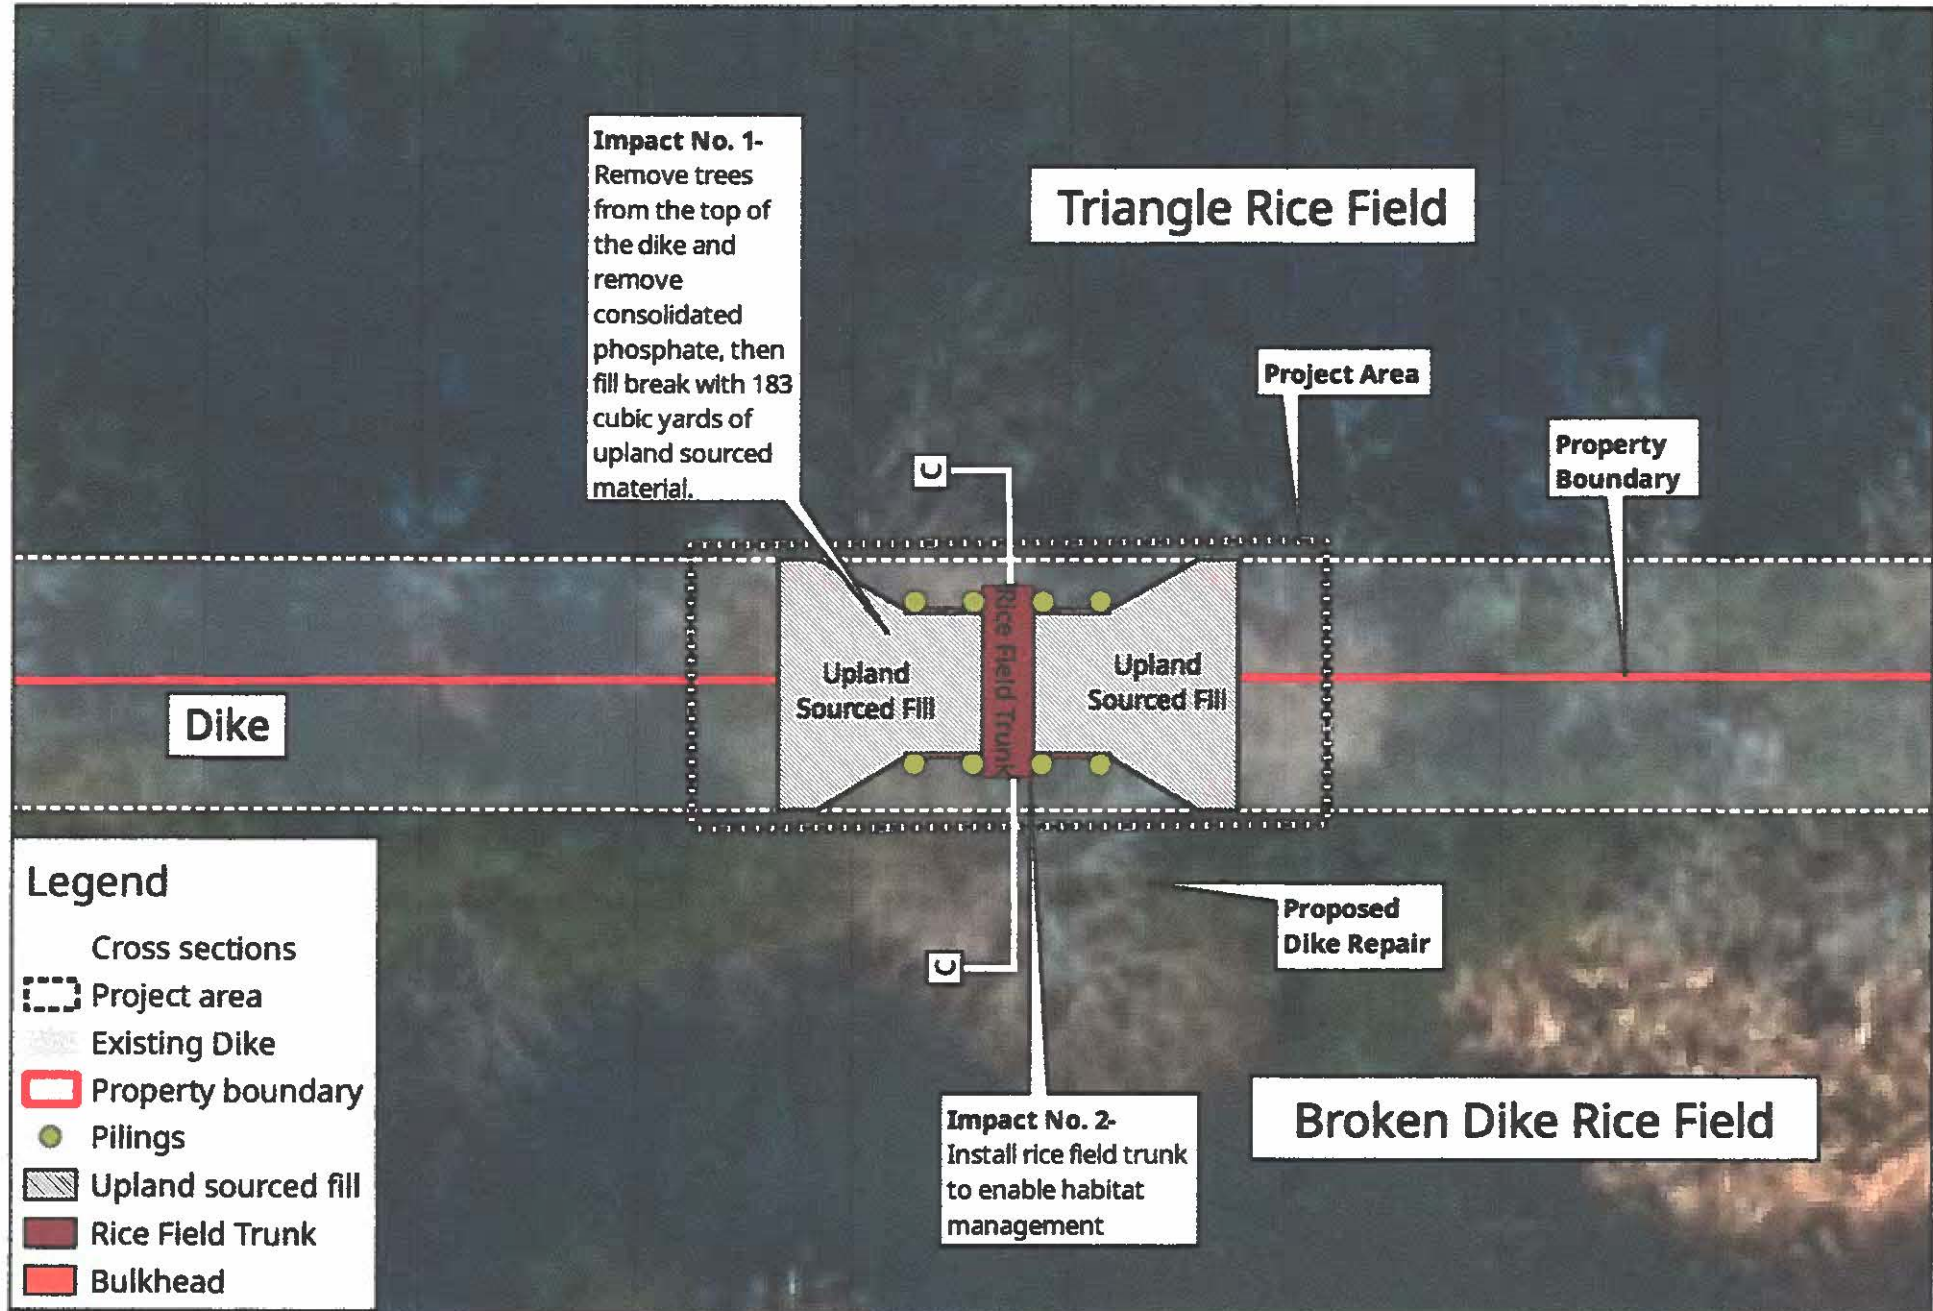 Impact No. 1-
Remove trees
from the top of
the dike and
remove
consolidated
phosphate, then
fill break with 183
cubic yards of
upland sourced
material.
Triangle Rice Field
Project Area
Property
Boundary
C
Upland
Sourced Fill
Rice Field Trunk
Upland
Sourced Fill
Dike
C
Proposed
Dike Repair
Impact No. 2-
Install rice field trunk
to enable habitat
management
Broken Dike Rice Field
Legend
Cross sections
Project area
Existing Dike
Property boundary
Pilings
Upland sourced fill
Rice Field Trunk
Bulkhead